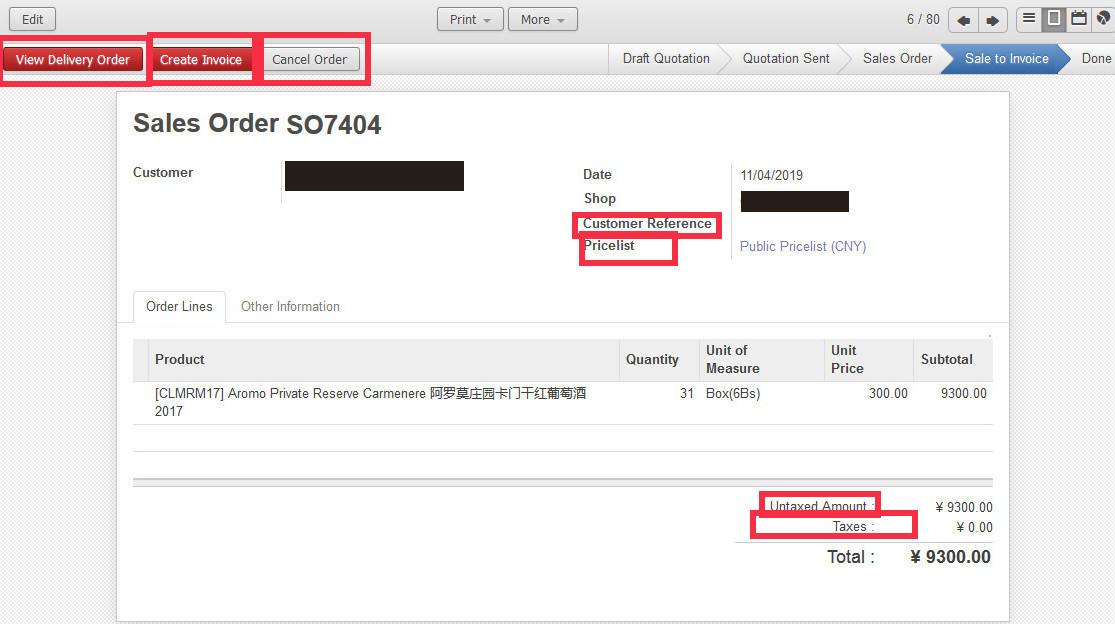 Edit
Print
More
6 / 80
View Delivery Order
Create Invoice
Cancel Order
Draft Quotation
Quotation Sent
Sales Order
Sale to Invoice
Done
Sales Order SO7404
Customer
Date
11/04/2019
Shop
Customer Reference
Pricelist
Public Pricelist (CNY)
Order Lines
Other Information
Product
Quantity
Unit of
Measure
Unit
Price
Subtotal
[CLMRM17] Aromo Private Reserve Carmenere 阿罗莫庄园卡门干红葡萄酒
2017
31
Box(6Bs)
300.00
9300.00
Untaxed Amount :
¥ 9300.00
Taxes :
¥ 0.00
Total :
¥ 9300.00